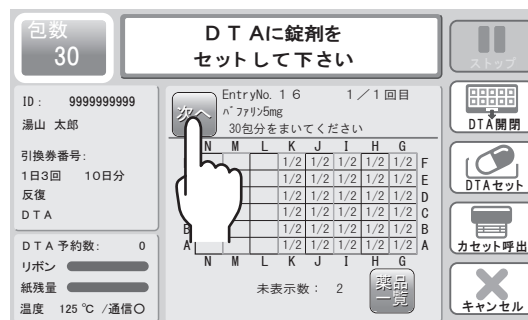 包数
30
DTAに錠剤を
セットして下さい
ストップ
ID: 9999999999
湯山 太郎
引換券番号:
1日3回 10日分
反復
DTA
DTA予約数: 0
リボン
紙残量
温度 125℃ /通信○
次へ
EntryNo. 16 1/1回目
バファリン5mg
30包分をまいてください
N M L K J I H G
1/2 1/2 1/2 1/2 1/2 F
1/2 1/2 1/2 1/2 1/2 E
1/2 1/2 1/2 1/2 1/2 D
1/2 1/2 1/2 1/2 1/2 C
B 1/2 1/2 1/2 1/2 1/2 B
A 1/2 1/2 1/2 1/2 1/2 A
N M L K J I H G
未表示数: 2
薬品
一覧
DTA開閉
DTAセット
カセット呼出
キャンセル